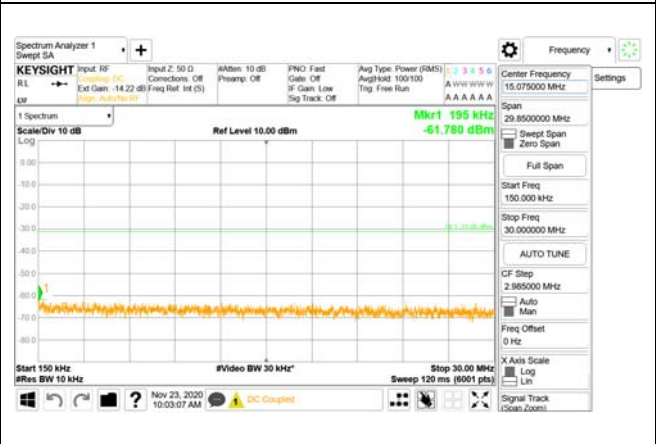 Spectrum Analyzer 1
Swept SA
+
Frequency
KEYSIGHT
Input: RF
Coupling: DC
Ext Gain: -14.22 dB
Align: Auto/No RF
Input Z: 50 Ω
Corrections: Off
Freq Ref: Int (S)
#Atten: 10 dB
Preamp: Off
PNO: Fast
Gate: Off
IF Gain: Low
Sig Track: Off
Avg Type: Power (RMS)
Avg|Hold: 100/100
Trig: Free Run
1 2 3 4 5 6
A W W W W W
A A A A A A
RL
1 Spectrum
Mkr1 195 kHz
Scale/Div 10 dB
Ref Level 10.00 dBm
-61.780 dBm
Log
0.00
-10.0
-20.0
-30.0
-40.0
-50.0
-60.0
1
-70.0
-80.0
Start 150 kHz
#Video BW 30 kHz*
Stop 30.00 MHz
#Res BW 10 kHz
Sweep 120 ms (6001 pts)
?
Nov 23, 2020
10:03:07 AM
DC Coupled
Center Frequency
15.075000 MHz
Settings
Span
29.8500000 MHz
Swept Span
Zero Span
Full Span
Start Freq
150.000 kHz
Stop Freq
30.000000 MHz
AUTO TUNE
CF Step
2.985000 MHz
Auto
Man
Freq Offset
0 Hz
X Axis Scale
Log
Lin
Signal Track
(Span Zoom)